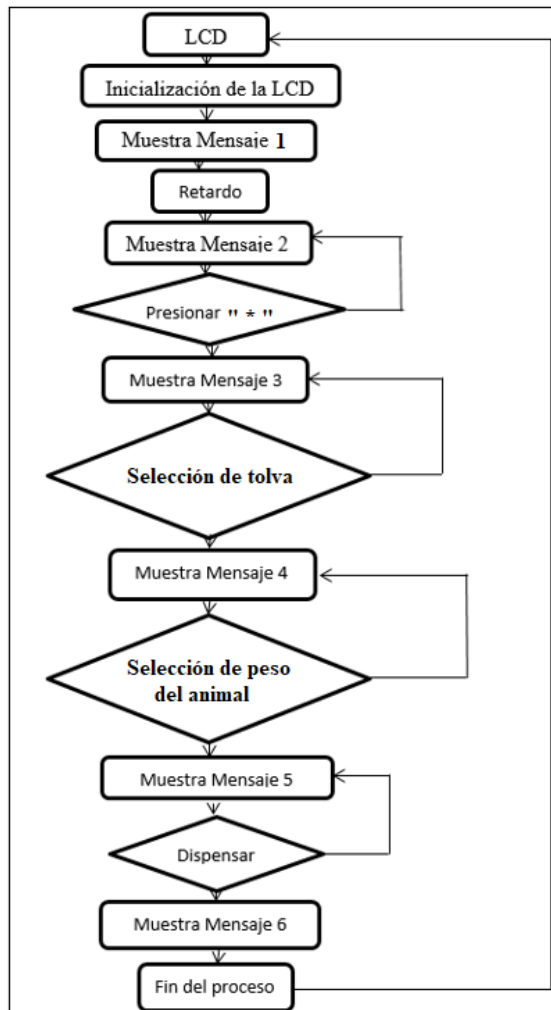 LCD
Inicialización de la LCD
Muestra Mensaje 1
Retardo
Muestra Mensaje 2
Presionar " * "
Muestra Mensaje 3
Selección de tolva
Muestra Mensaje 4
Selección de peso
del animal
Muestra Mensaje 5
Dispensar
Muestra Mensaje 6
Fin del proceso